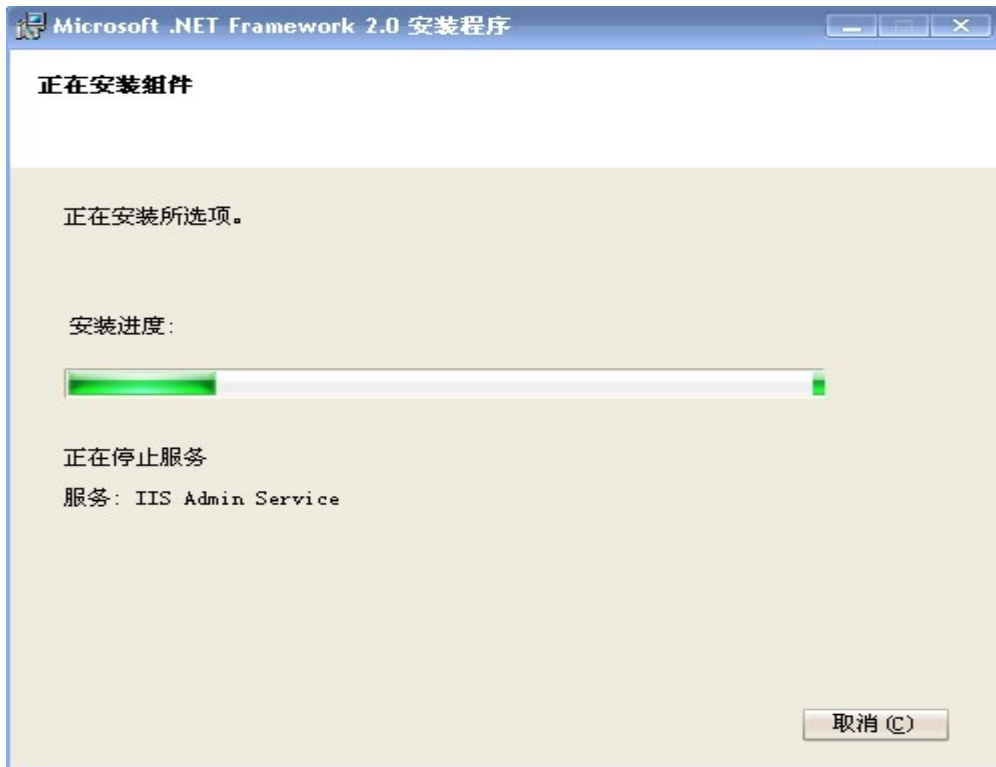 Microsoft .NET Framework 2.0 安装程序
正在安装组件
正在安装所选项。
安装进度:
正在停止服务
服务: IIS Admin Service
取消(C)